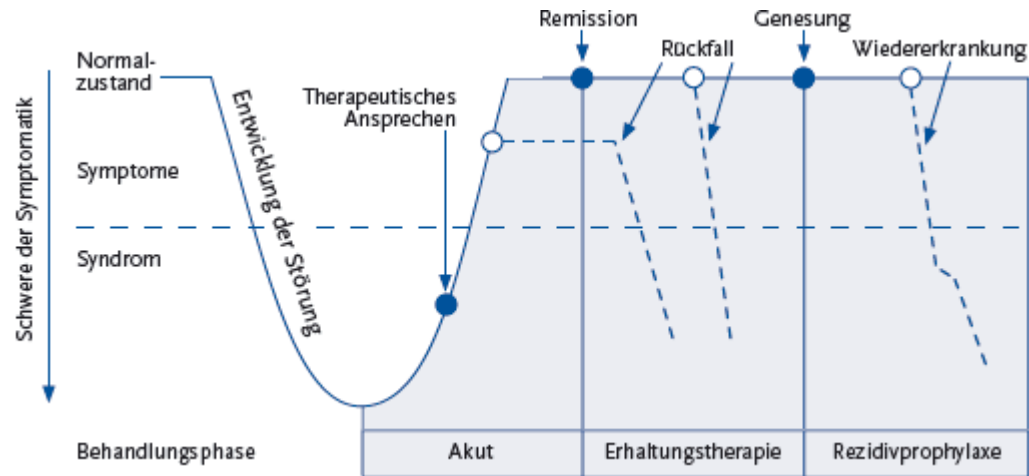 Remission
Genesung
Rückfall
Wiedererkrankung
Normal-
zustand
Therapeutisches
Ansprechen
Entwicklung der Störung
Schwere der Symptomatik
Symptome
Syndrom
Behandlungsphase
Akut
Erhaltungstherapie
Rezidivprophylaxe